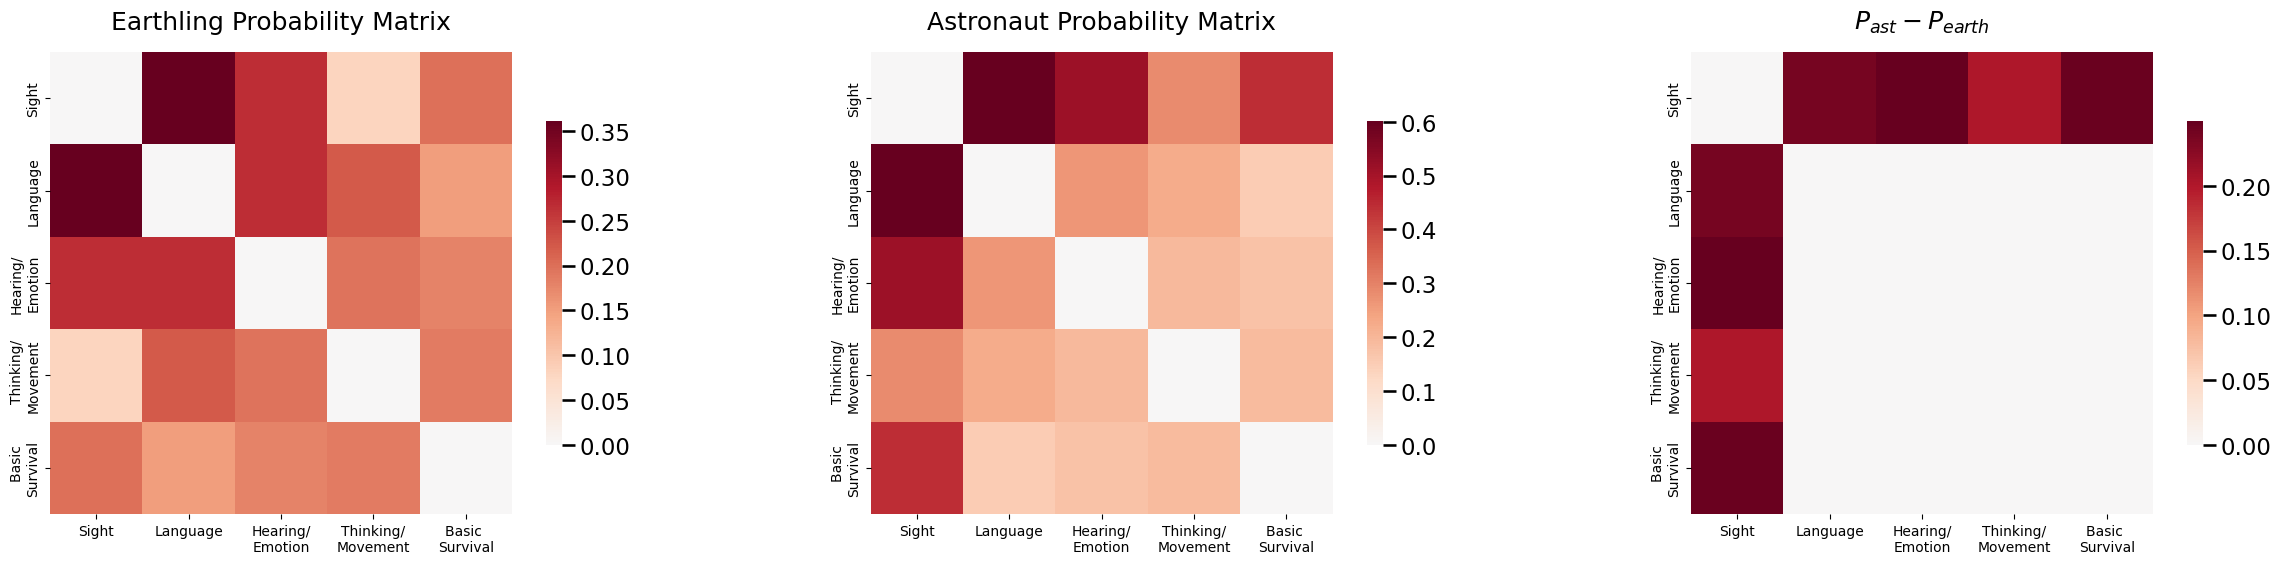 Earthling Probability Matrix
Sight
Language
Hearing/
Emotion
Thinking/
Movement
Basic
Survival
Sight
Language
Hearing/
Emotion
Thinking/
Movement
Basic
Survival
0.35
0.30
0.25
0.20
0.15
0.10
0.05
0.00
Astronaut Probability Matrix
Sight
Language
Hearing/
Emotion
Thinking/
Movement
Basic
Survival
Sight
Language
Hearing/
Emotion
Thinking/
Movement
Basic
Survival
0.6
0.5
0.4
0.3
0.2
0.1
0.0
P_{ast} − P_{earth}
Sight
Language
Hearing/
Emotion
Thinking/
Movement
Basic
Survival
Sight
Language
Hearing/
Emotion
Thinking/
Movement
Basic
Survival
0.20
0.15
0.10
0.05
0.00